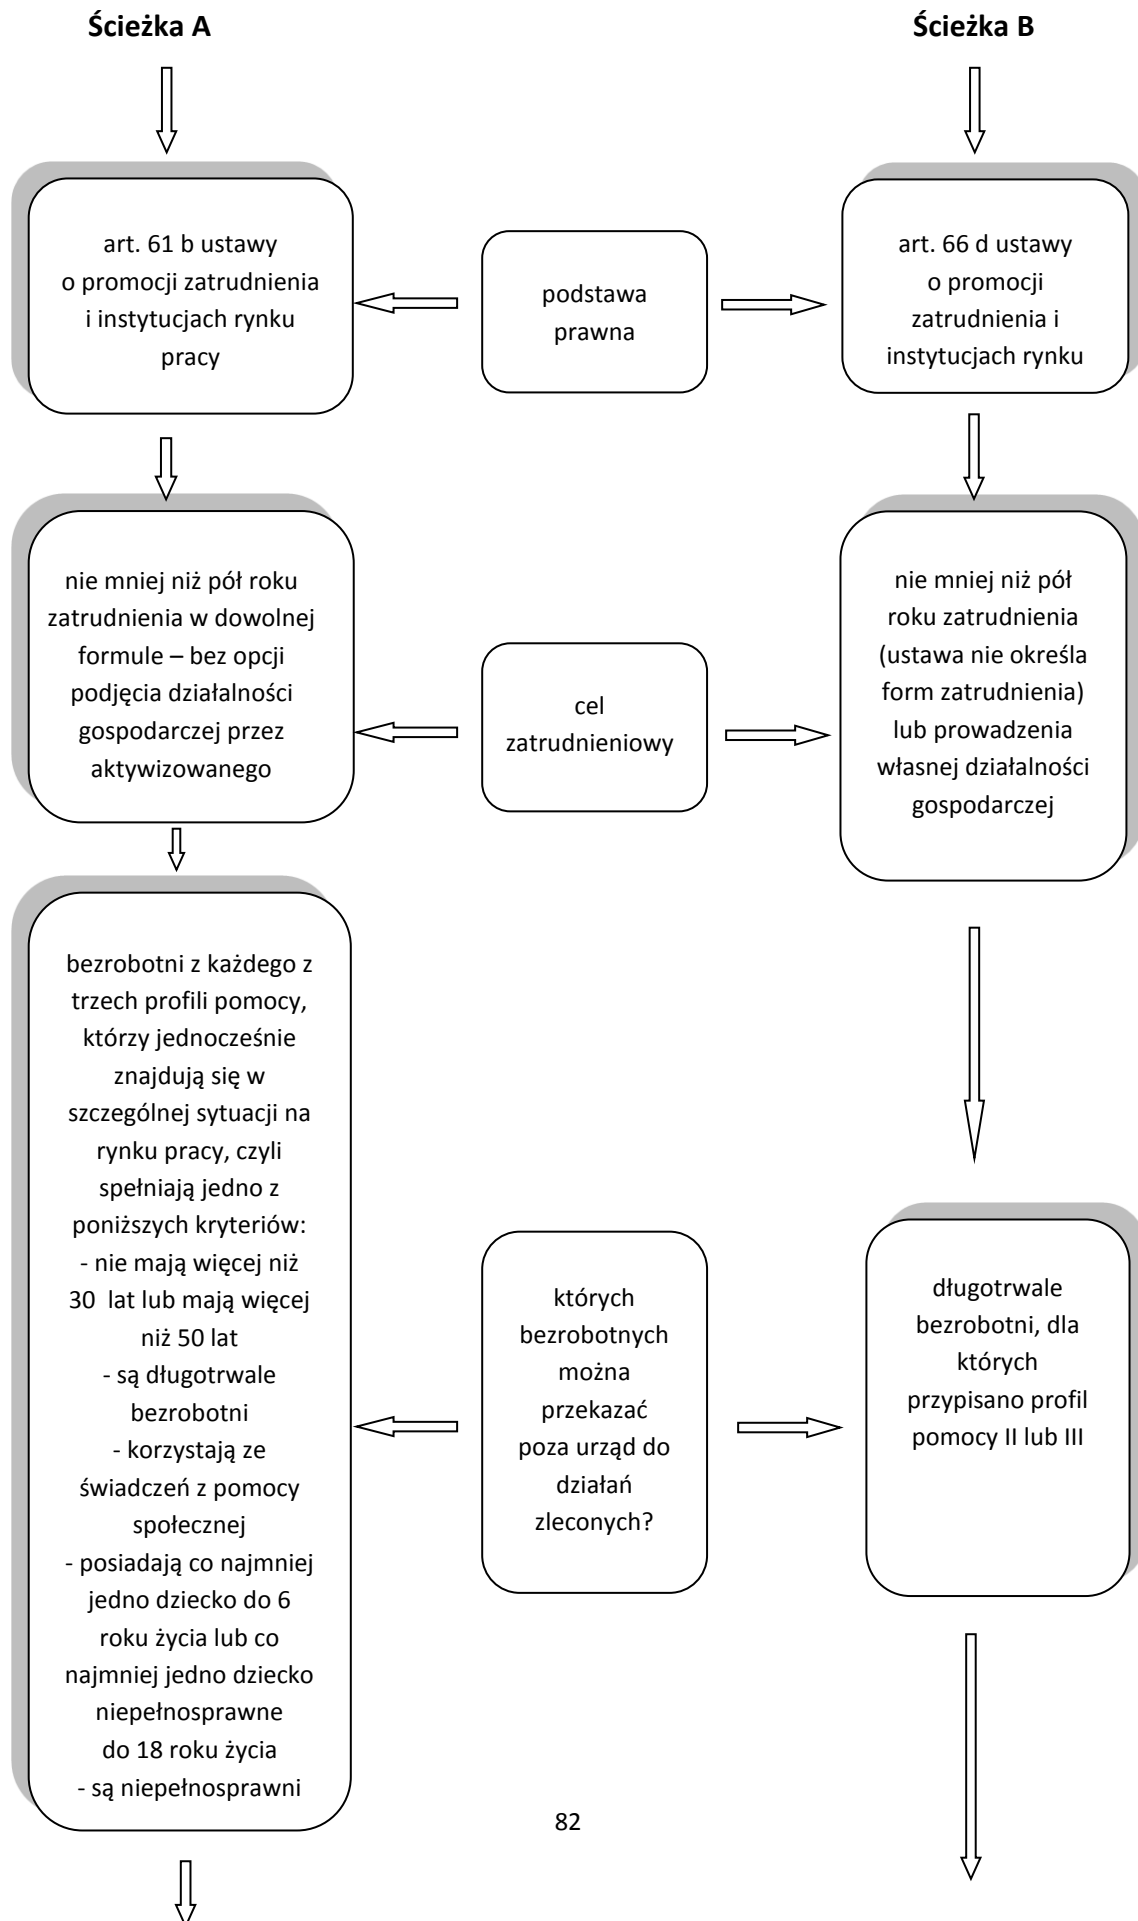 Ścieżka A
Ścieżka B
art. 61 b ustawy
o promocji zatrudnienia
i instytucjach rynku
pracy
podstawa
prawna
art. 66 d ustawy
o promocji
zatrudnienia i
instytucjach rynku
nie mniej niż pół roku
zatrudnienia w dowolnej
formule – bez opcji
podjęcia działalności
gospodarczej przez
aktywizowanego
cel
zatrudnieniowy
nie mniej niż pół
roku zatrudnienia
(ustawa nie określa
form zatrudnienia)
lub prowadzenia
własnej działalności
gospodarczej
bezrobotni z każdego z
trzech profili pomocy,
którzy jednocześnie
znajdują się w
szczególnej sytuacji na
rynku pracy, czyli
spełniają jedno z
poniższych kryteriów:
- nie mają więcej niż
30 lat lub mają więcej
niż 50 lat
- są długotrwale
bezrobotni
- korzystają ze
świadczeń z pomocy
społecznej
- posiadają co najmniej
jedno dziecko do 6
roku życia lub co
najmniej jedno dziecko
niepełnosprawne
do 18 roku życia
- są niepełnosprawni
których
bezrobotnych
można
przekazać
poza urząd do
działań
zleconych?
długotrwale
bezrobotni, dla
których
przypisano profil
pomocy II lub III
82